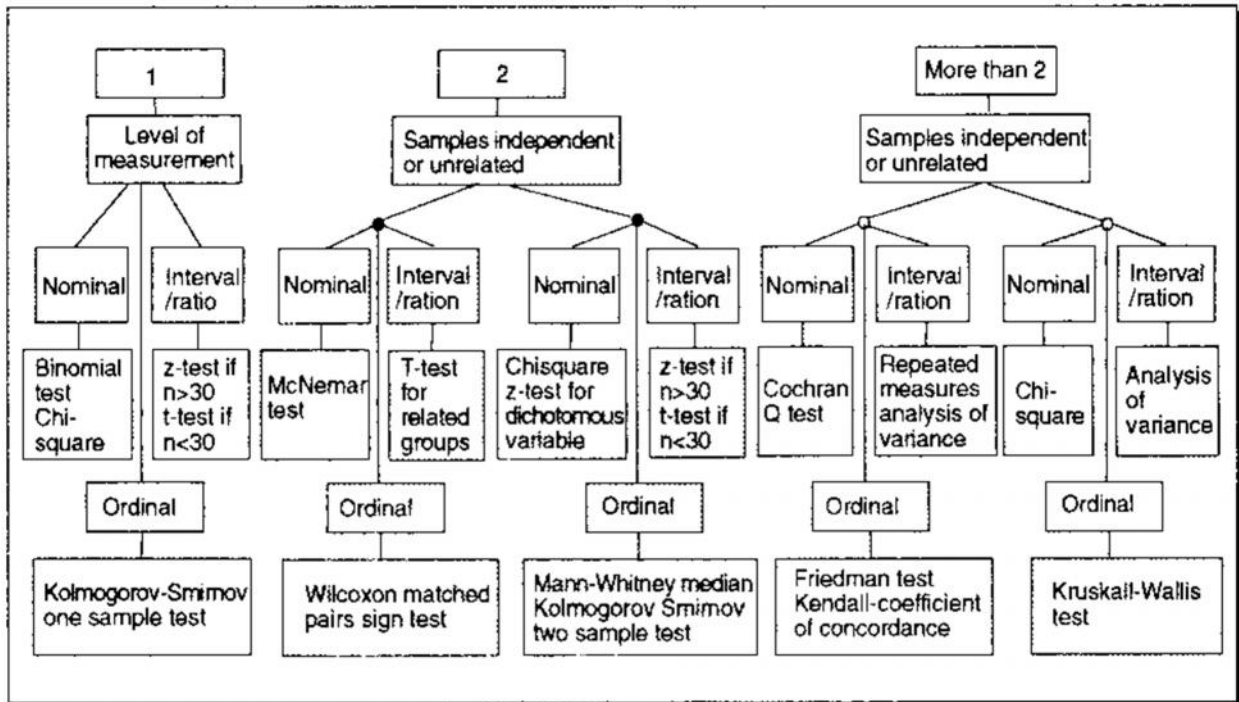 1
2
More than 2
Level of
measurement
Samples independent
or unrelated
Samples independent
or unrelated
Nominal
Interval
/ratio
Nominal
Interval
/ration
Nominal
Interval
/ration
Nominal
Interval
/ration
Nominal
Interval
/ration
Binomial
test
Chi-
square
z-test if
n>30
t-test if
n<30
McNemar
test
T-test
for
related
groups
Chisquare
z-test for
dichotomous
variable
z-test if
n>30
t-test if
n<30
Cochran
Q test
Repeated
measures
analysis of
variance
Chi-
square
Analysis
of
variance
Ordinal
Ordinal
Ordinal
Ordinal
Ordinal
Kolmogorov-Smirnov
one sample test
Wilcoxon matched
pairs sign test
Mann-Whitney median
Kolmogorov Smirnov
two sample test
Friedman test
Kendall-coefficient
of concordance
Kruskall-Wallis
test